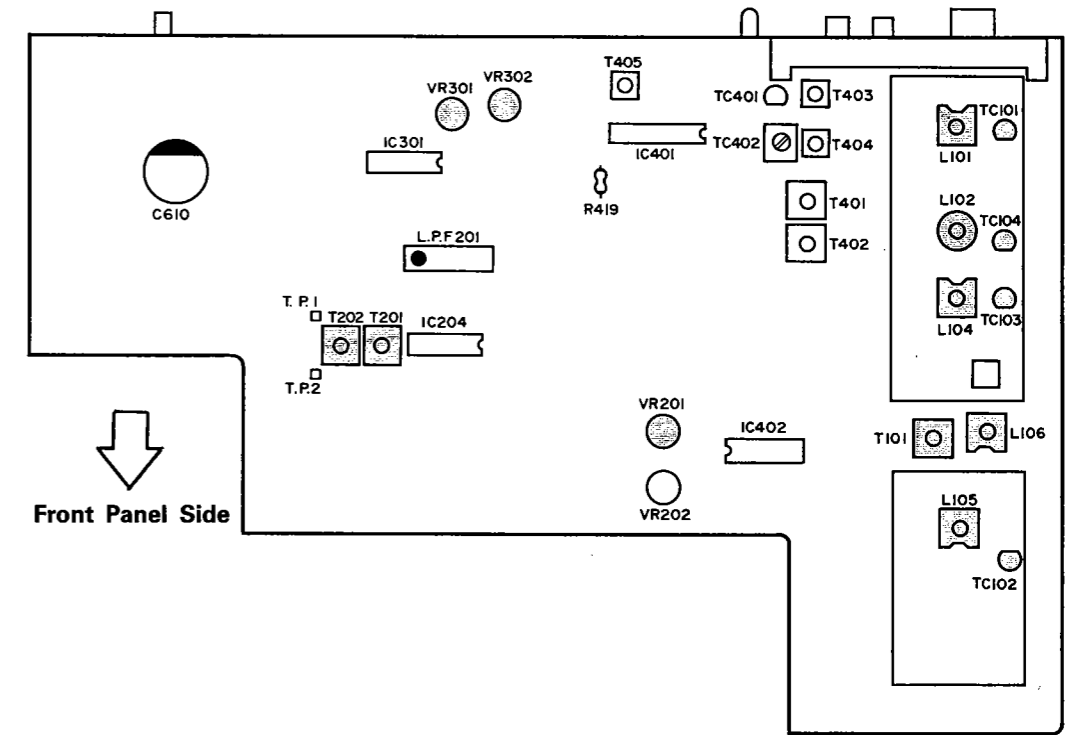 T405
VR301
VR302
TC401
T403
TC101
IC301
IC401
TC402
T404
L101
C610
R419
T401
L102
TC104
L.P.F201
T402
T.P.1
T202
T201
IC204
L104
TC103
T.P.2
VR201
IC402
T101
L106
Front Panel Side
VR202
L105
TC102